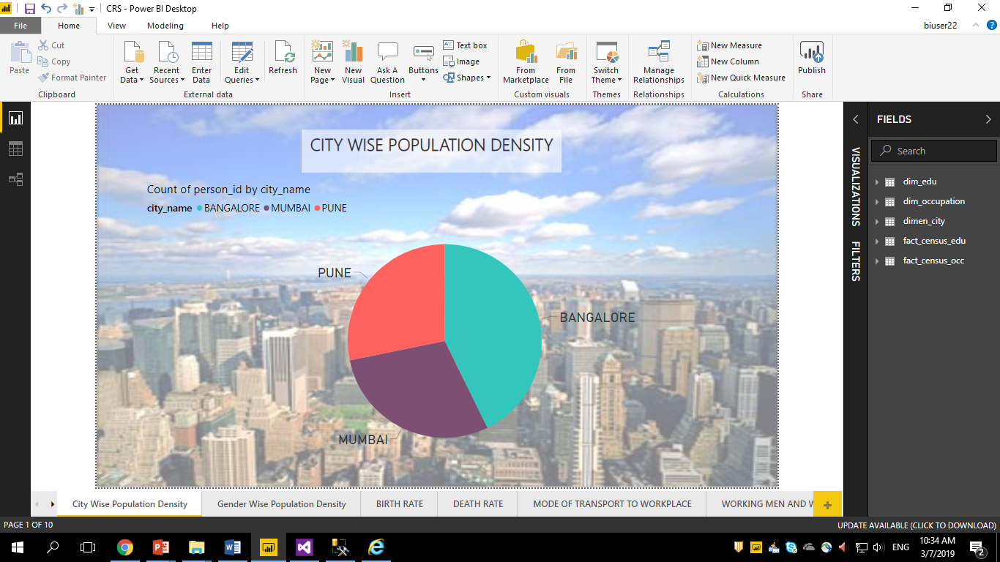 CRS - Power BI Desktop
File Home View Modeling Help biuser22
Paste Cut Copy Format Painter
Clipboard
Get Data Recent Sources Enter Data Edit Queries Refresh
External data
New Page New Visual Ask A Question Buttons Text box Image Shapes
Insert
From Marketplace From File
Custom visuals
Switch Theme
Themes
Manage Relationships
Relationships
New Measure
New Column
New Quick Measure
Calculations
Publish
Share
CITY WISE POPULATION DENSITY
Count of person_id by city_name
city_name BANGALORE MUMBAI PUNE
PUNE
BANGALORE
MUMBAI
VISUALIZATIONS
FILTERS
FIELDS
Search
dim_edu
dim_occupation
dimen_city
fact_census_edu
fact_census_occ
City Wise Population Density Gender Wise Population Density BIRTH RATE DEATH RATE MODE OF TRANSPORT TO WORKPLACE WORKING MEN AND W
PAGE 1 OF 10 UPDATE AVAILABLE (CLICK TO DOWNLOAD)
ENG
10:34 AM
3/7/2019
2